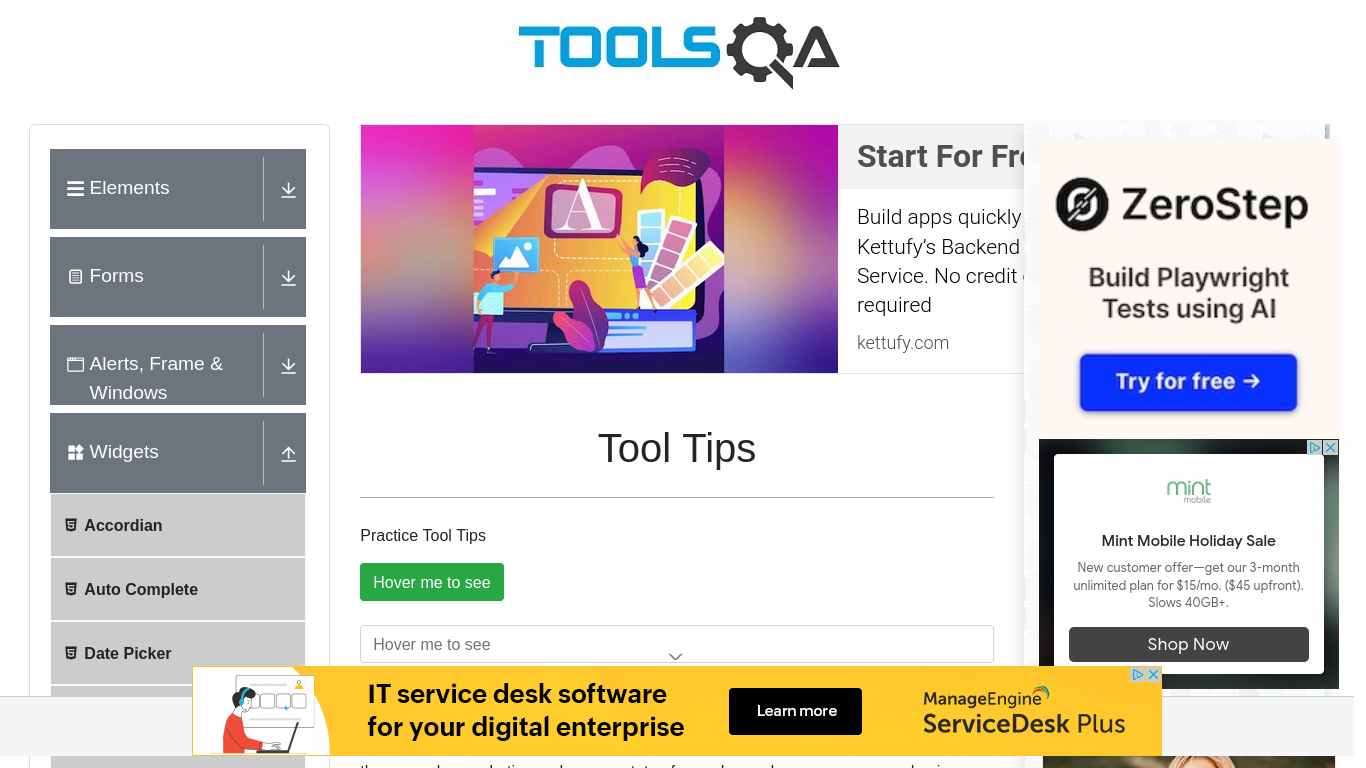 TOOLSQA
Elements
Forms
Alerts, Frame &
Windows
Widgets
Accordian
Auto Complete
Date Picker
A
Start For Fre
Build apps quickly
Kettufy's Backend
Service. No credit
required
kettufy.com
Tool Tips
Practice Tool Tips
Hover me to see
Hover me to see
ZeroStep
Build Playwright
Tests using AI
Try for free →
mint
mobile
Mint Mobile Holiday Sale
New customer offer—get our 3-month
unlimited plan for $15/mo. ($45 upfront).
Slows 40GB+.
Shop Now
IT service desk software
for your digital enterprise
Learn more
ManageEngine
ServiceDesk Plus